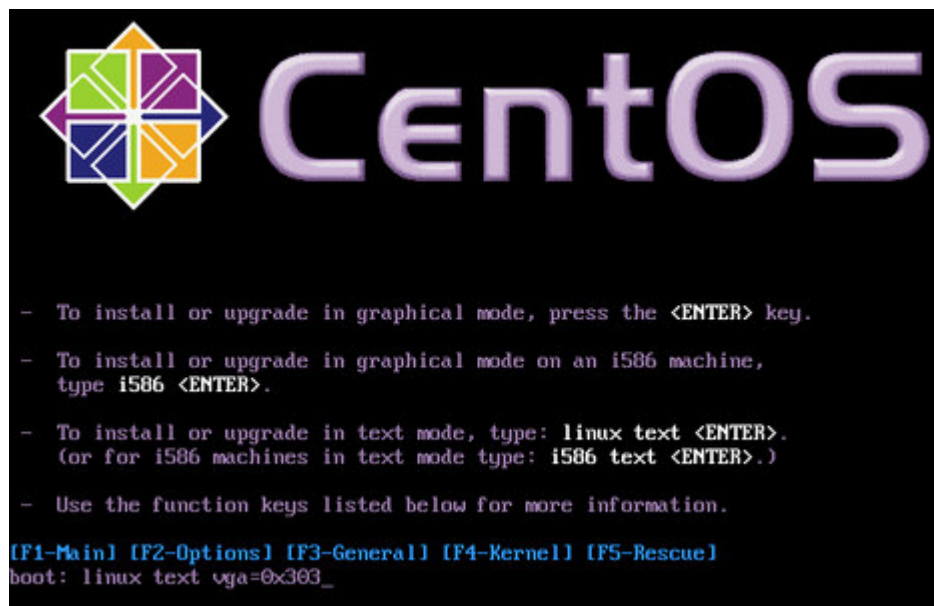 CentOS
- To install or upgrade in graphical mode, press the <ENTER> key.
- To install or upgrade in graphical mode on an i586 machine,
type i586 <ENTER>.
- To install or upgrade in text mode, type: linux text <ENTER>.
(or for i586 machines in text mode type: i586 text <ENTER>.)
- Use the function keys listed below for more information.
[F1-Main] [F2-Options] [F3-General] [F4-Kernel] [F5-Rescue]
boot: linux text vga=0x303_